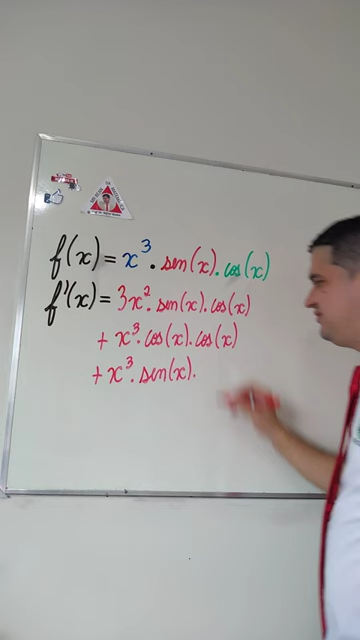 f(x) = x³ · sen(x) · cos(x)
f'(x) = 3x² · sen(x) · cos(x)
+ x³ · cos(x) · cos(x)
+ x³ · sen(x) ·